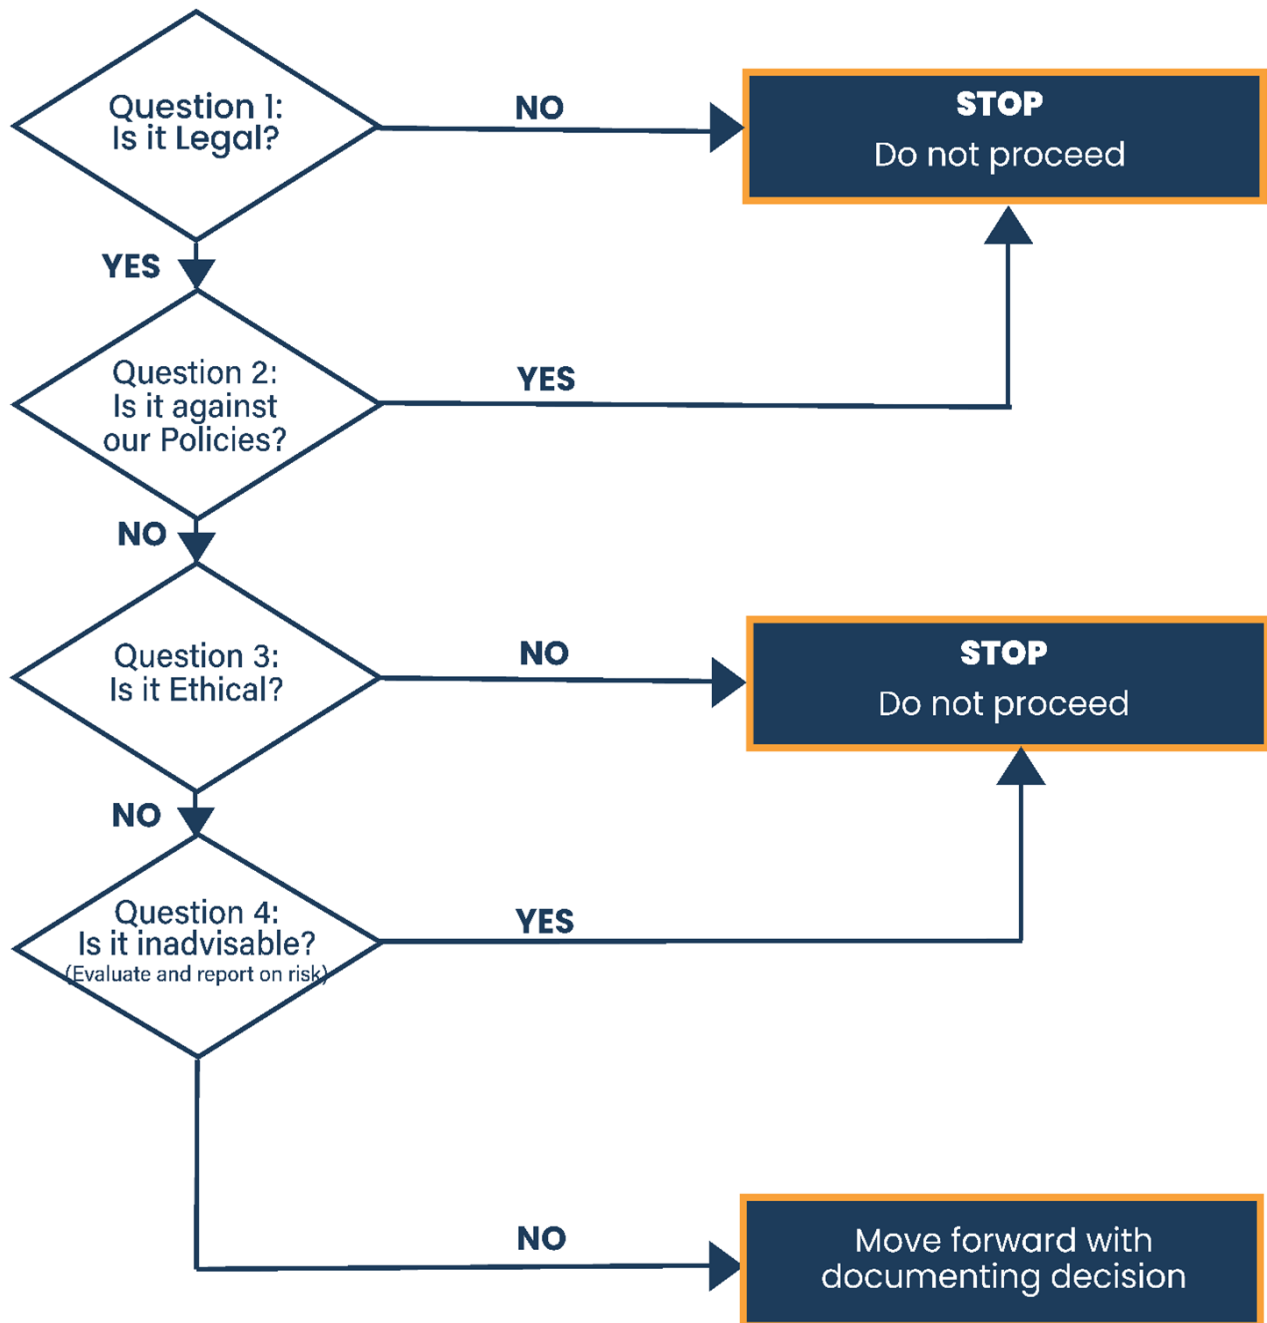 Question 1:
Is it Legal?
NO
STOP
Do not proceed
YES
Question 2:
Is it against
our Policies?
YES
NO
Question 3:
Is it Ethical?
NO
STOP
Do not proceed
NO
Question 4:
Is it inadvisable?
(Evaluate and report on risk)
YES
NO
Move forward with
documenting decision